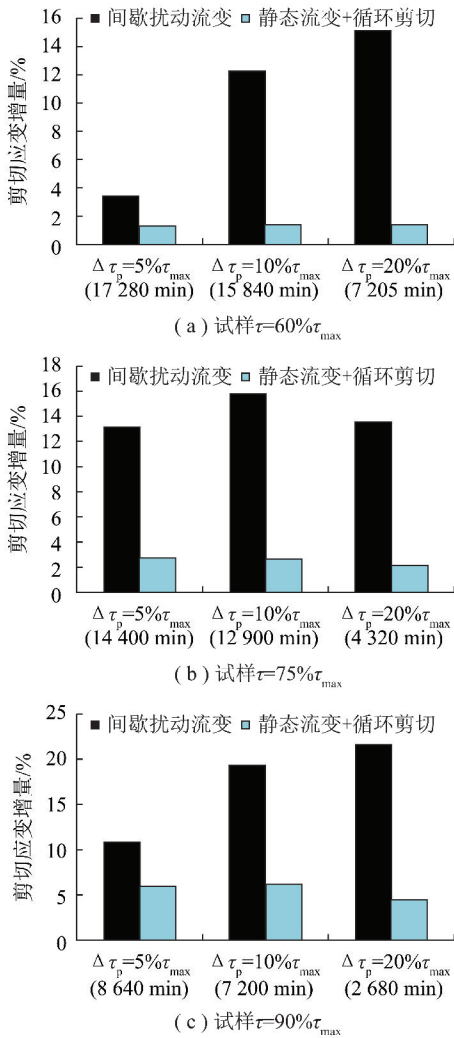 16
■ 间歇扰动流变 ■ 静态流变+循环剪切
14
12
10
8
6
4
2
0
剪切应变增量/%
Δτp=5%τmax Δτp=10%τmax Δτp=20%τmax
(17 280 min) (15 840 min) (7 205 min)
(a)试样τ=60%τmax
18
■ 间歇扰动流变 ■ 静态流变+循环剪切
16
14
12
10
8
6
4
2
0
剪切应变增量/%
Δτp=5%τmax Δτp=10%τmax Δτp=20%τmax
(14 400 min) (12 900 min) (4 320 min)
(b)试样τ=75%τmax
25
■ 间歇扰动流变 ■ 静态流变+循环剪切
20
15
10
5
0
剪切应变增量/%
Δτp=5%τmax Δτp=10%τmax Δτp=20%τmax
(8 640 min) (7 200 min) (2 680 min)
(c)试样τ=90%τmax